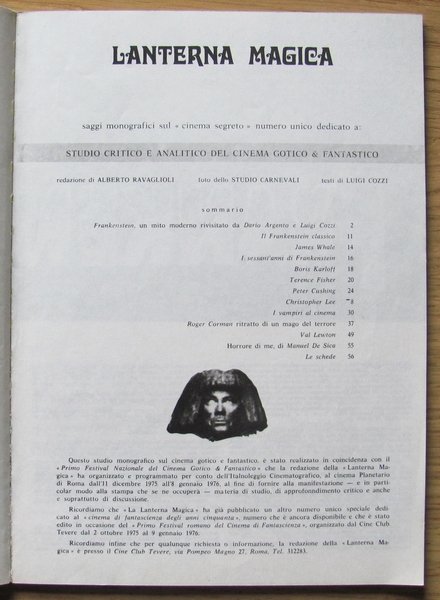 LANTERNA MAGICA
saggi monografici sul « cinema segreto » numero unico dedicato a:
STUDIO CRITICO E ANALITICO DEL CINEMA GOTICO & FANTASTICO
redazione di ALBERTO RAVAGLIOLI foto dello STUDIO CARNEVALI testi di LUIGI COZZI
sommario
Frankenstein, un mito moderno rivisitato da Dario Argento e Luigi Cozzi 2
Il Frankenstein classico 11
James Whale 14
I sessant'anni di Frankenstein 16
Boris Karloff 18
Terence Fisher 20
Peter Cushing 24
Christopher Lee 28
I vampiri al cinema 30
Roger Corman ritratto di un mago del terrore 37
Val Lewton 49
Horrore di me, di Manuel De Sica 55
Le schede 56
Questo studio monografico sul cinema gotico e fantastico, è stato realizzato in coincidenza con il
« Primo Festival Nazionale del Cinema Gotico & Fantastico » che la redazione della « Lanterna Ma-
gica » ha organizzato e programmato per conto dell'Italnoleggio Cinematografico, al cinema Planetario
di Roma dall'31 dicembre 1975 all'8 gennaio 1976, al fine di fornire alla manifestazione — e in parti-
colar modo alla stampa che se ne occuperà — materia di studio, di approfondimento critico e anche
e soprattutto di discussione.
Ricordiamo che « La Lanterna Magica » ha già pubblicato un altro numero unico speciale dedi-
cato al « cinema di fantascienza degli anni cinquanta », numero che è ancora disponibile e che è stato
edito in occasione del « Primo Festival romano del Cinema di Fantascienza », organizzato dal Cine Club
Tevere dal 2 ottobre 1975 al 9 gennaio 1976.
Ricordiamo infine che per qualunque richiesta o informazione, la redazione della « Lanterna Ma-
gica » è presso il Cine Club Tevere, via Pompeo Magno 27, Roma, Tel. 312283.